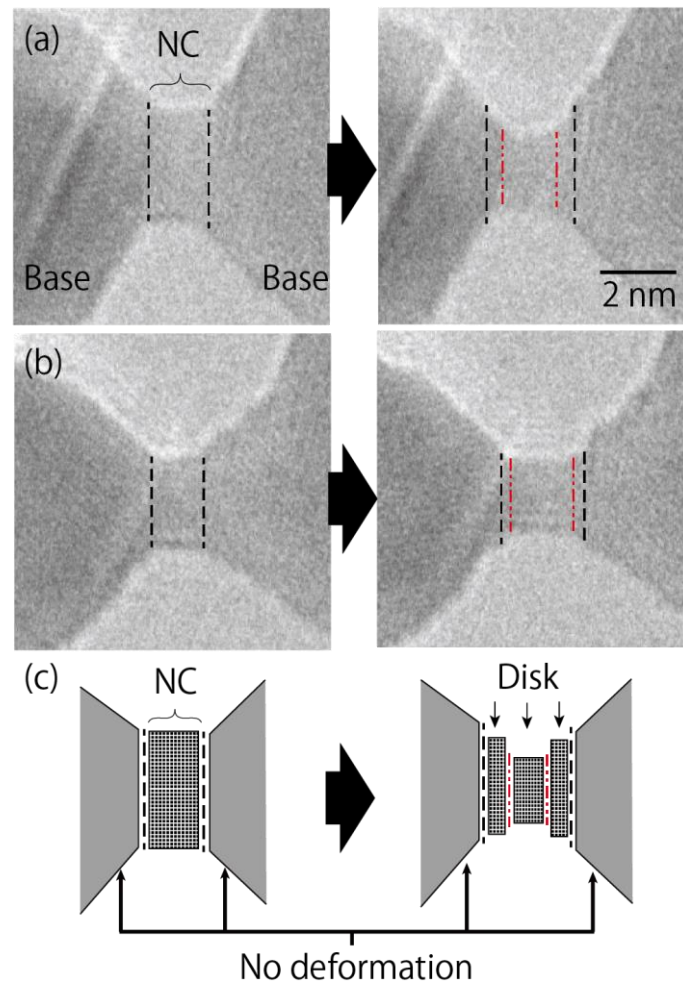 (a)
NC
Base
Base
2 nm
(b)
(c)
NC
Disk
No deformation